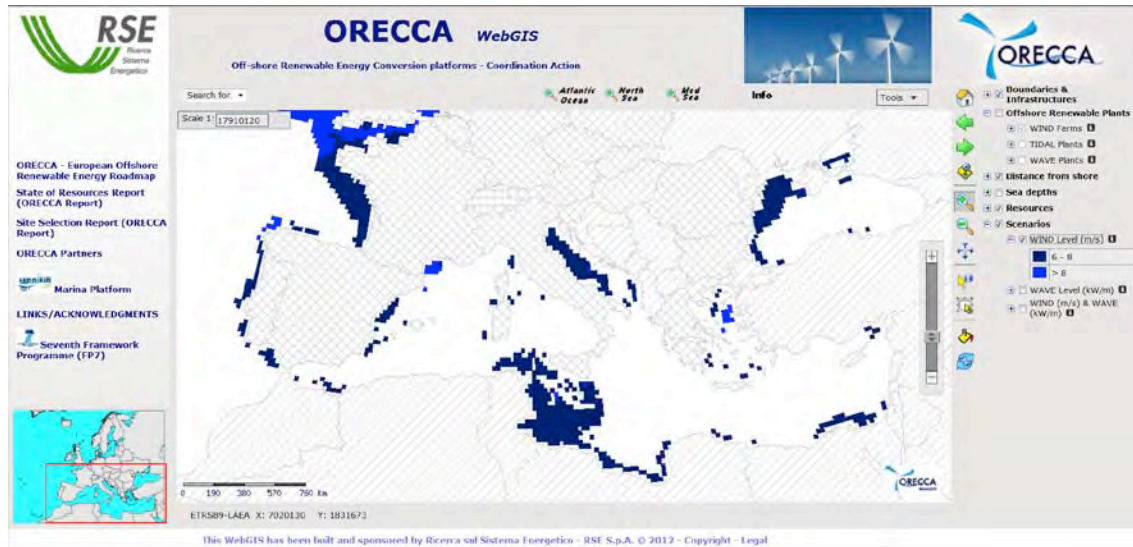 RSE
Ricerca
Sistema
Energetico
ORECCA WebGIS
Off-shore Renewable Energy Conversion platforms - Coordination Action
ORECCA
Search for:
Atlantic Ocean
North Sea
Med Sea
Info
Tools
Scale 1: 17910120
ORECCA - European Offshore
Renewable Energy Roadmap
State of Resources Report
(ORECCA Report)
Site Selection Report (ORECCA
Report)
ORECCA Partners
Marina Platform
LINKS/ACKNOWLEDGMENTS
Seventh Framework
Programme (FP7)
Boundaries &
Infrastructures
Offshore Renewable Plants
WIND Farms
TIDAL Plants
WAVE Plants
Distance from shore
Sea depths
Resources
Scenarios
WIND Level (m/s)
6 - 8
> 8
WAVE Level (kW/m)
WIND (m/s) & WAVE
(kW/m)
0 190 380 570 760 Km
ORECCA
ETRS89-LAEA X: 7020130 Y: 1831673
This WebGIS has been built and sponsored by Ricerca sul Sistema Energetico - RSE S.p.A. © 2012 - Copyright - Legal